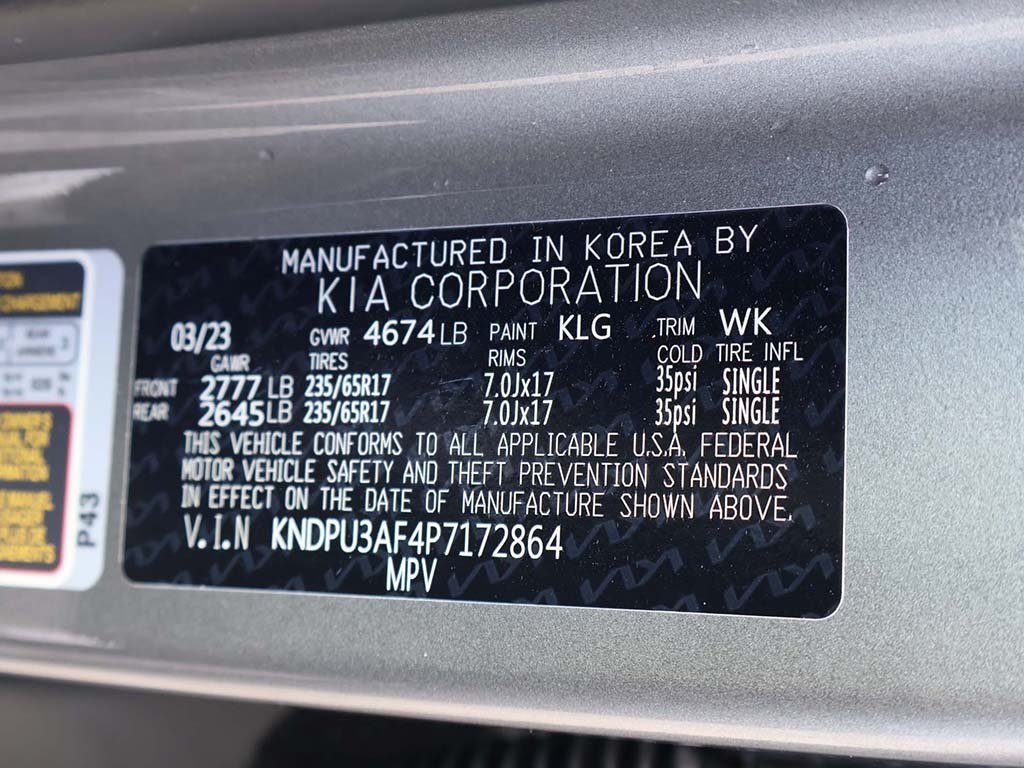 MANUFACTURED IN KOREA BY
KIA CORPORATION
03/23 GVWR 4674 LB PAINT KLG TRIM WK
GAWR TIRES RIMS COLD TIRE INFL
FRONT 2777 LB 235/65R17 7.0Jx17 35psi SINGLE
REAR 2645 LB 235/65R17 7.0Jx17 35psi SINGLE
THIS VEHICLE CONFORMS TO ALL APPLICABLE U.S.A. FEDERAL
MOTOR VEHICLE SAFETY AND THEFT PREVENTION STANDARDS
IN EFFECT ON THE DATE OF MANUFACTURE SHOWN ABOVE.
V.I.N KNDPU3AF4P7172864
MPV
P43